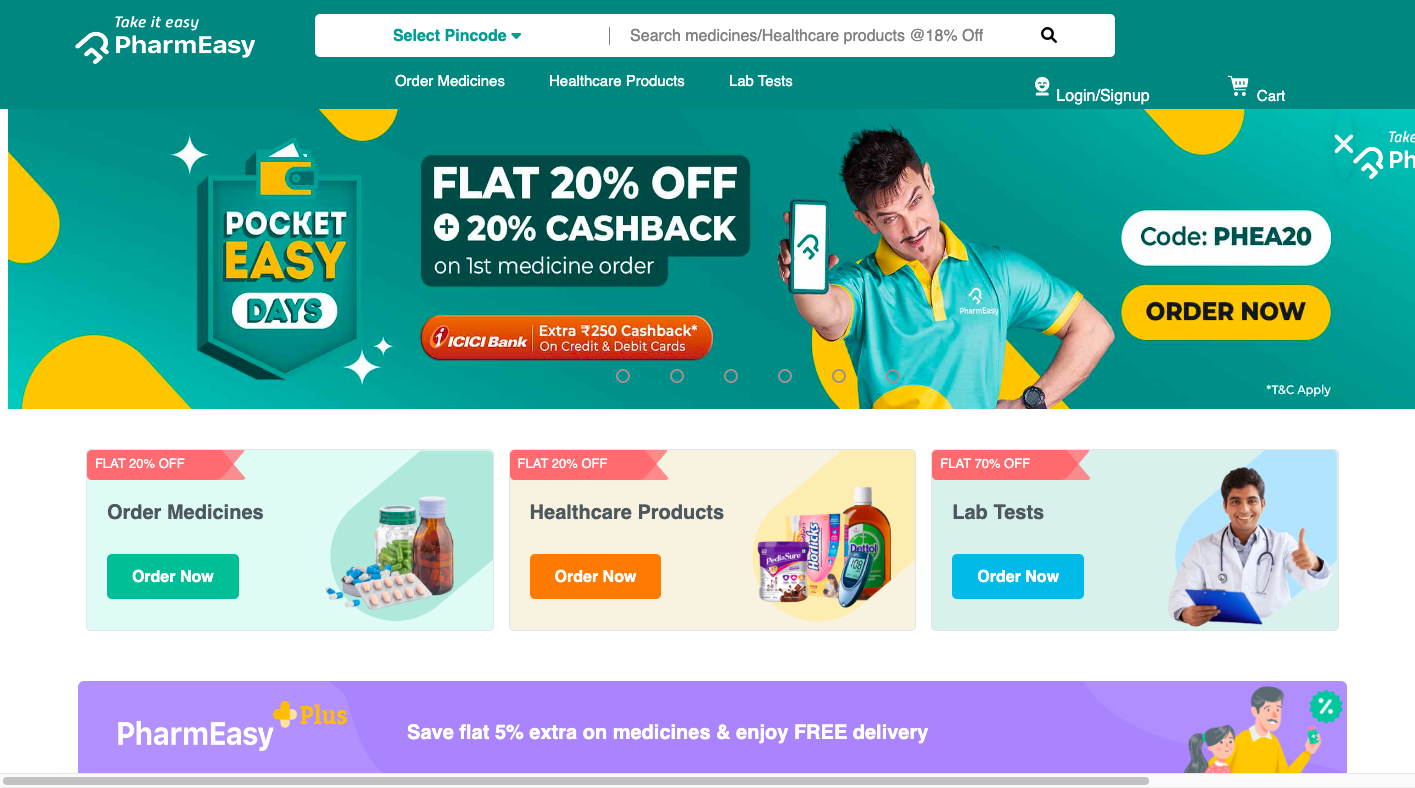 Take it easy
PharmEasy
Select Pincode
Search medicines/Healthcare products @18% Off
Order Medicines
Healthcare Products
Lab Tests
Login/Signup
Cart
POCKET
EASY
DAYS
FLAT 20% OFF
+ 20% CASHBACK
on 1st medicine order
ICICI Bank
Extra ₹250 Cashback*
On Credit & Debit Cards
PharmEasy
Code: PHEA20
ORDER NOW
*T&C Apply
Take
Ph
FLAT 20% OFF
Order Medicines
Order Now
FLAT 20% OFF
Healthcare Products
Order Now
PediaSure
Horlicks
Dettol
108
FLAT 70% OFF
Lab Tests
Order Now
PharmEasy Plus
Save flat 5% extra on medicines & enjoy FREE delivery
%